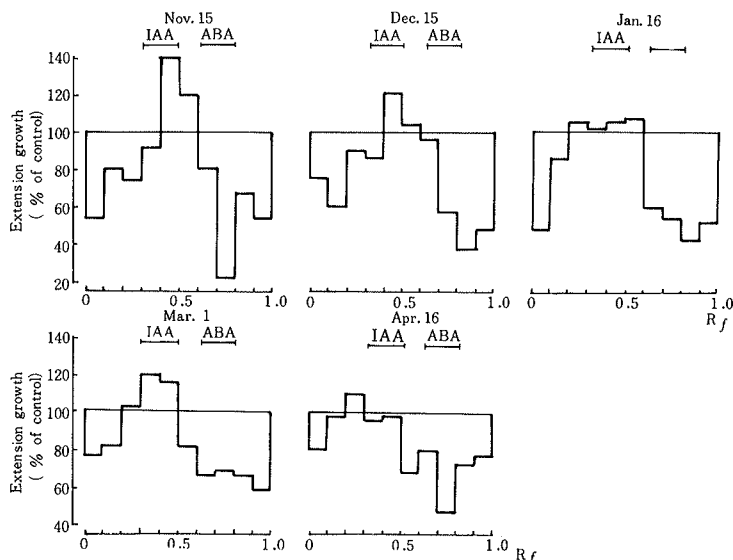 Nov. 15
IAA ABA
Dec. 15
IAA ABA
Jan. 16
IAA
Extension growth
( % of control)
140
120
100
80
60
40
20
0 0.5 1.0
0 0.5 1.0
0 0.5 1.0
R f
Mar. 1
IAA ABA
Apr. 16
IAA ABA
Extension growth
( % of control)
140
120
100
80
60
40
0 0.5 1.0
0 0.5 1.0
R f